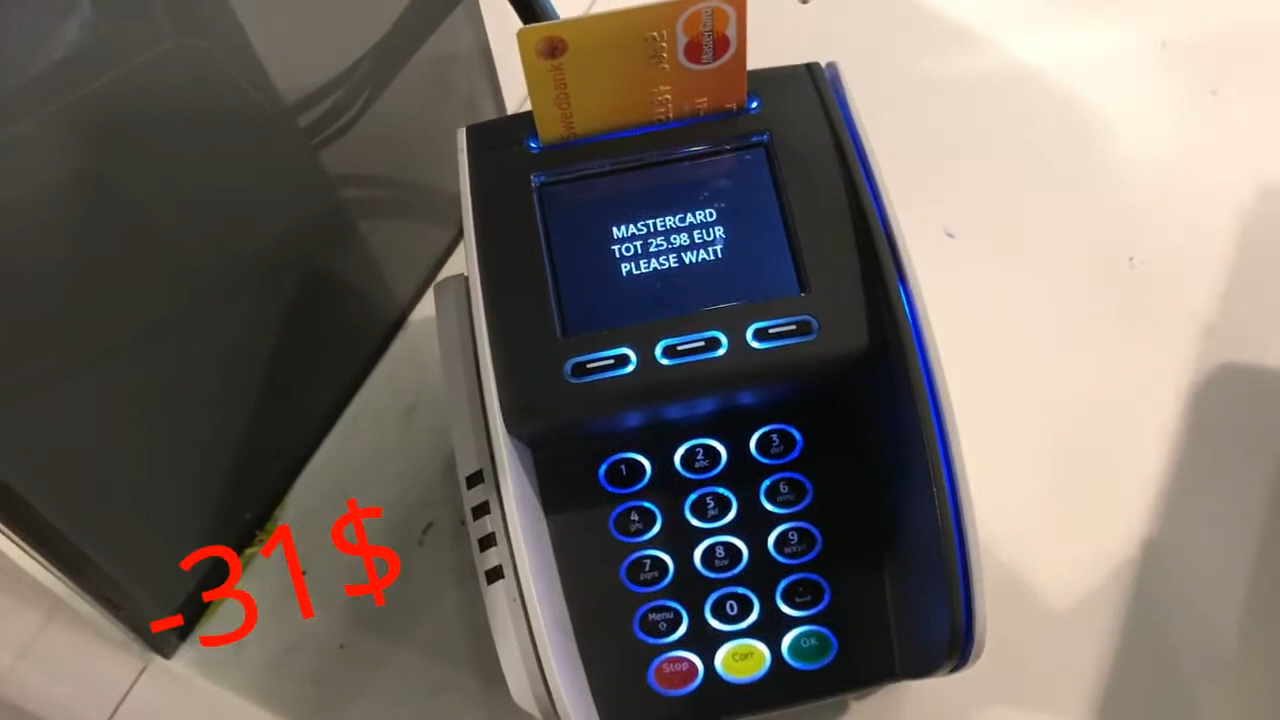 Swedbank
MasterCard
MASTERCARD
TOT 25.98 EUR
PLEASE WAIT
1
2
abc
3
def
4
ghi
5
jkl
6
mno
7
pqrs
8
tuv
9
wxyz
Menu
0
Stop
Corr
OK
-31$